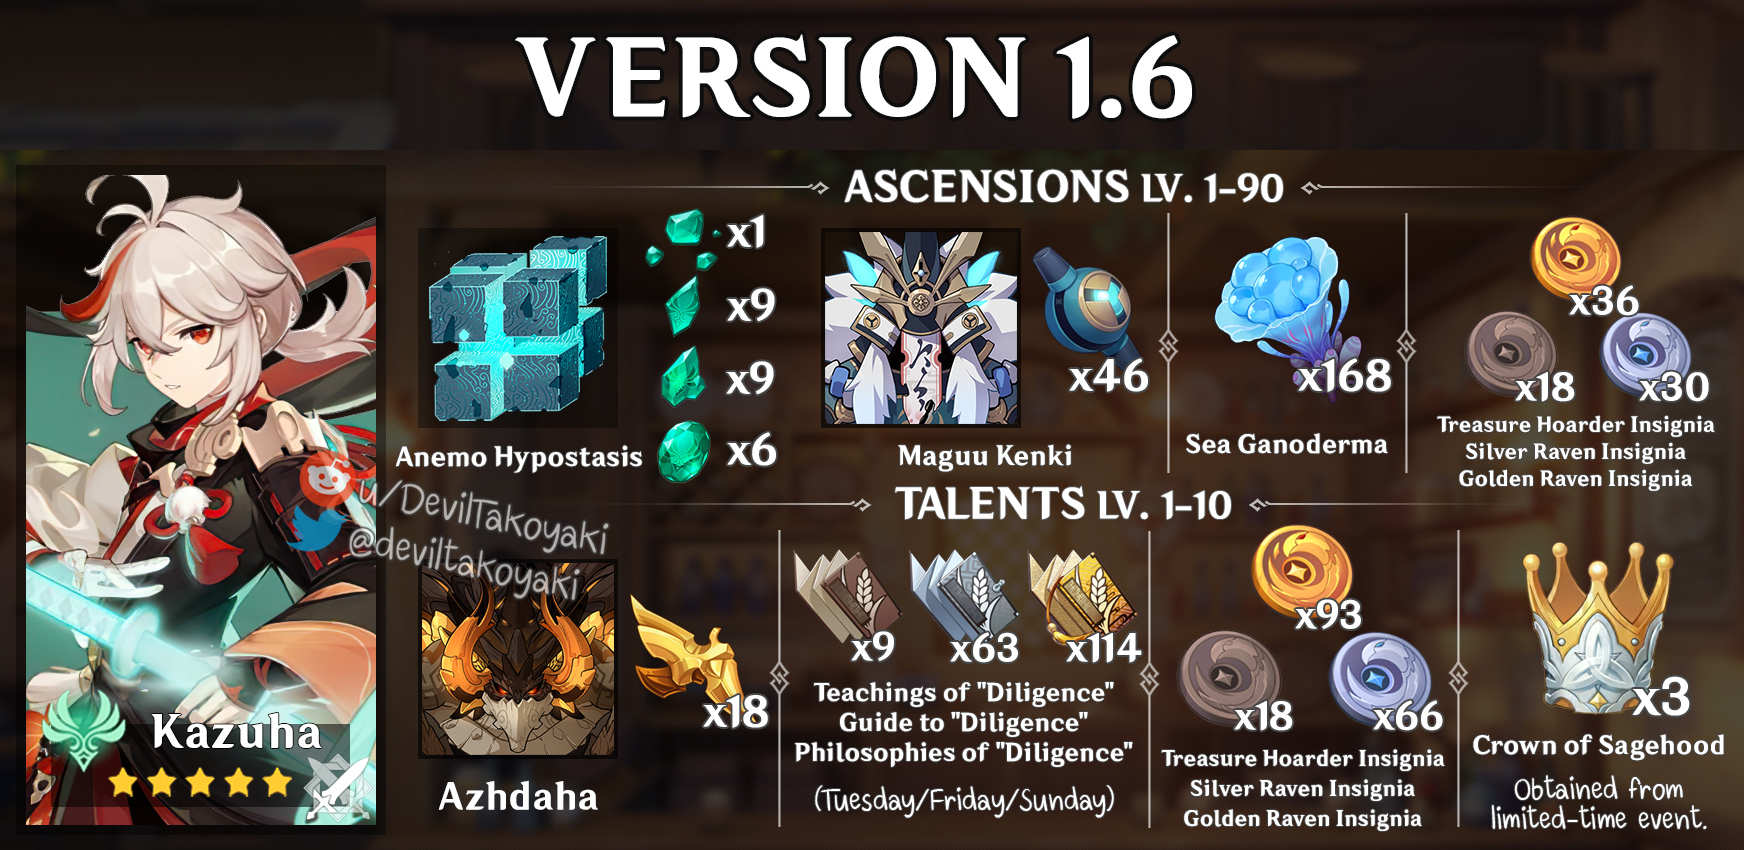 VERSION 1.6
ASCENSIONS LV. 1-90
x1
x9
x9
x6
Anemo Hypostasis
x46
Maguu Kenki
x168
Sea Ganoderma
x36
x18
x30
Treasure Hoarder Insignia
Silver Raven Insignia
Golden Raven Insignia
u/DevilTakoyaki
@deviltakoyaki
Kazuha
TALENTS LV. 1-10
x18
Azhdaha
x9
x63
x114
Teachings of "Diligence"
Guide to "Diligence"
Philosophies of "Diligence"
(Tuesday/Friday/Sunday)
x93
x18
x66
Treasure Hoarder Insignia
Silver Raven Insignia
Golden Raven Insignia
x3
Crown of Sagehood
Obtained from
limited-time event.